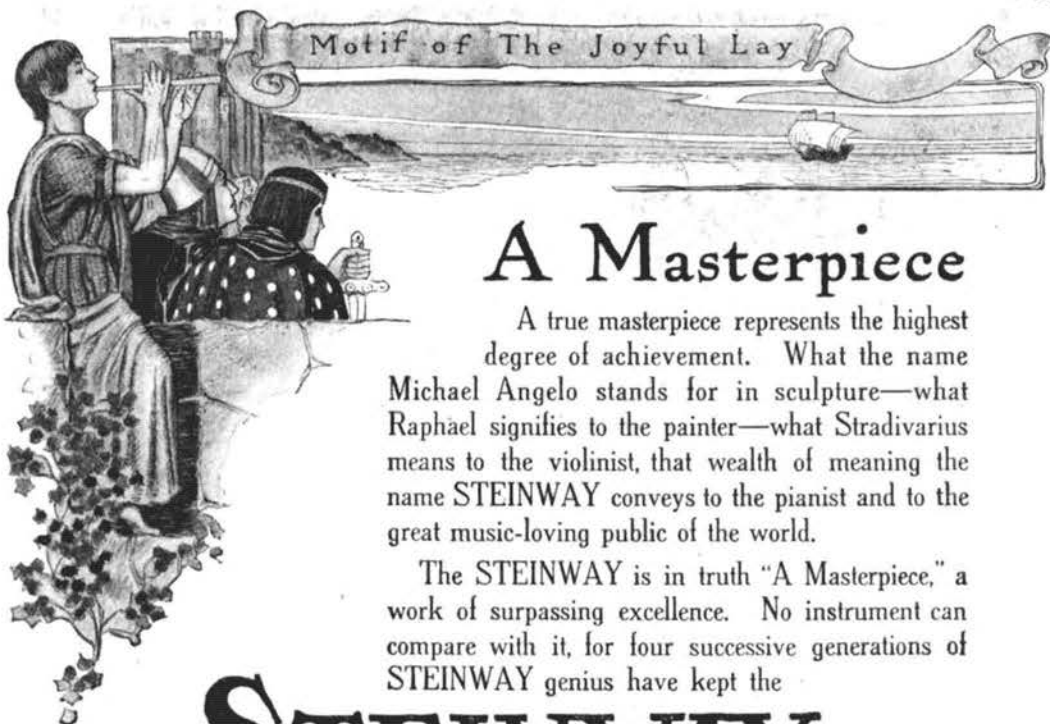 Motif of The Joyful Lay
A Masterpiece
A true masterpiece represents the highest
degree of achievement. What the name
Michael Angelo stands for in sculpture—what
Raphael signifies to the painter—what Stradivarius
means to the violinist, that wealth of meaning the
name STEINWAY conveys to the pianist and to the
great music-loving public of the world.
The STEINWAY is in truth “A Masterpiece,” a
work of surpassing excellence. No instrument can
compare with it, for four successive generations of
STEINWAY genius have kept the